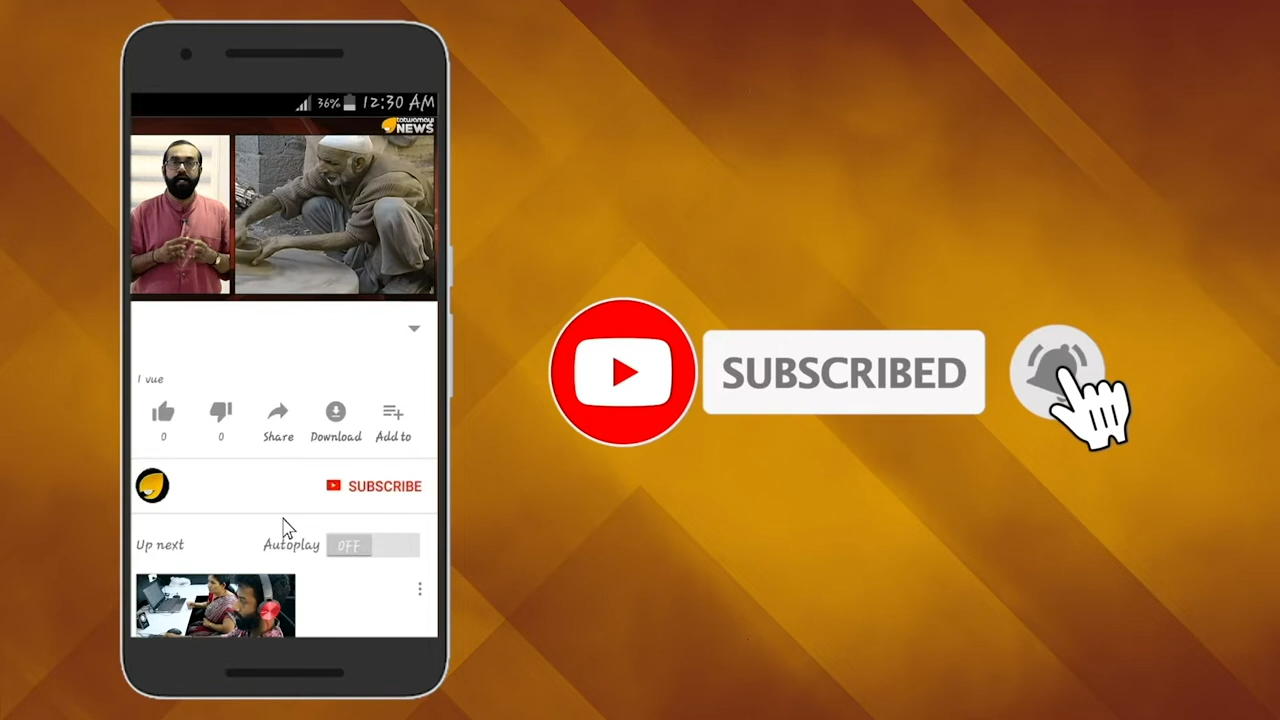 36% 12:30 AM
tatwamayi
NEWS
1 vue
0 0 Share Download Add to
SUBSCRIBE
Up next Autoplay OFF
SUBSCRIBED